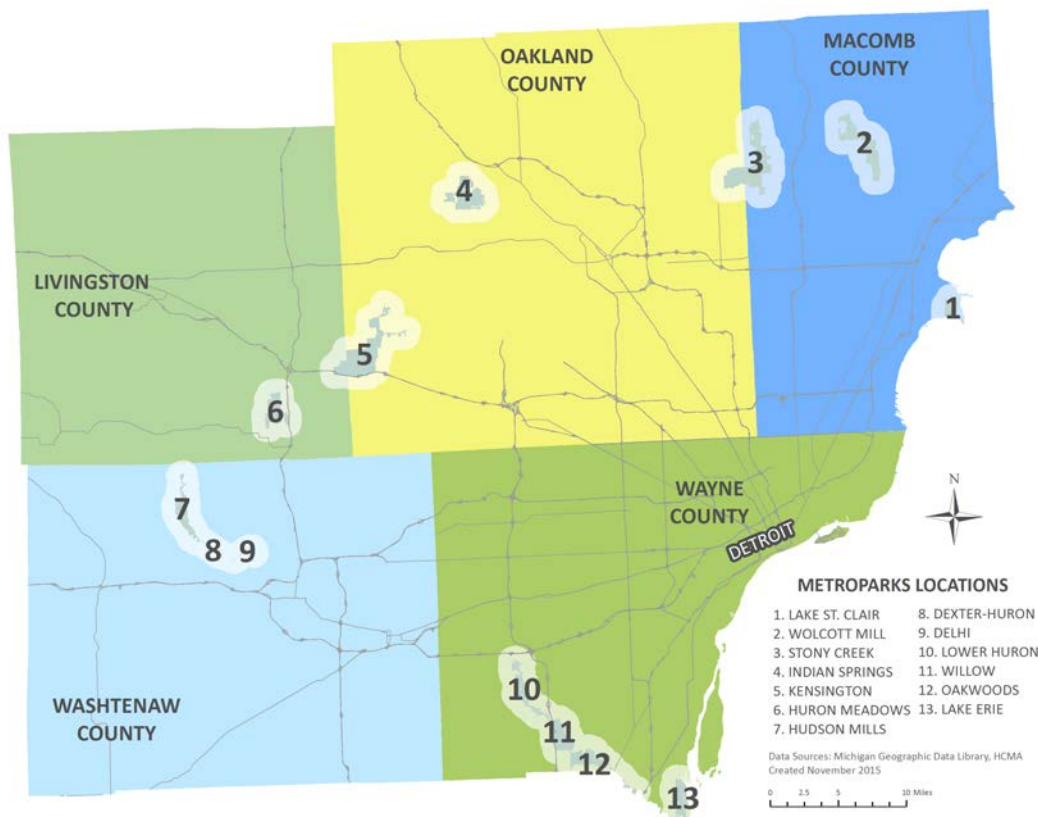 OAKLAND
COUNTY
MACOMB
COUNTY
2
3
4
LIVINGSTON
COUNTY
1
5
6
WAYNE
COUNTY
N
7
8
9
DETROIT
METROPARKS LOCATIONS
1. LAKE ST. CLAIR
2. WOLCOTT MILL
3. STONY CREEK
4. INDIAN SPRINGS
5. KENSINGTON
6. HURON MEADOWS
7. HUDSON MILLS
8. DEXTER-HURON
9. DELHI
10. LOWER HURON
11. WILLOW
12. OAKWOODS
13. LAKE ERIE
10
WASHTENAW
COUNTY
11
12
13
Data Sources: Michigan Geographic Data Library, HCMA
Created November 2015
0 2.5 5 10 Miles